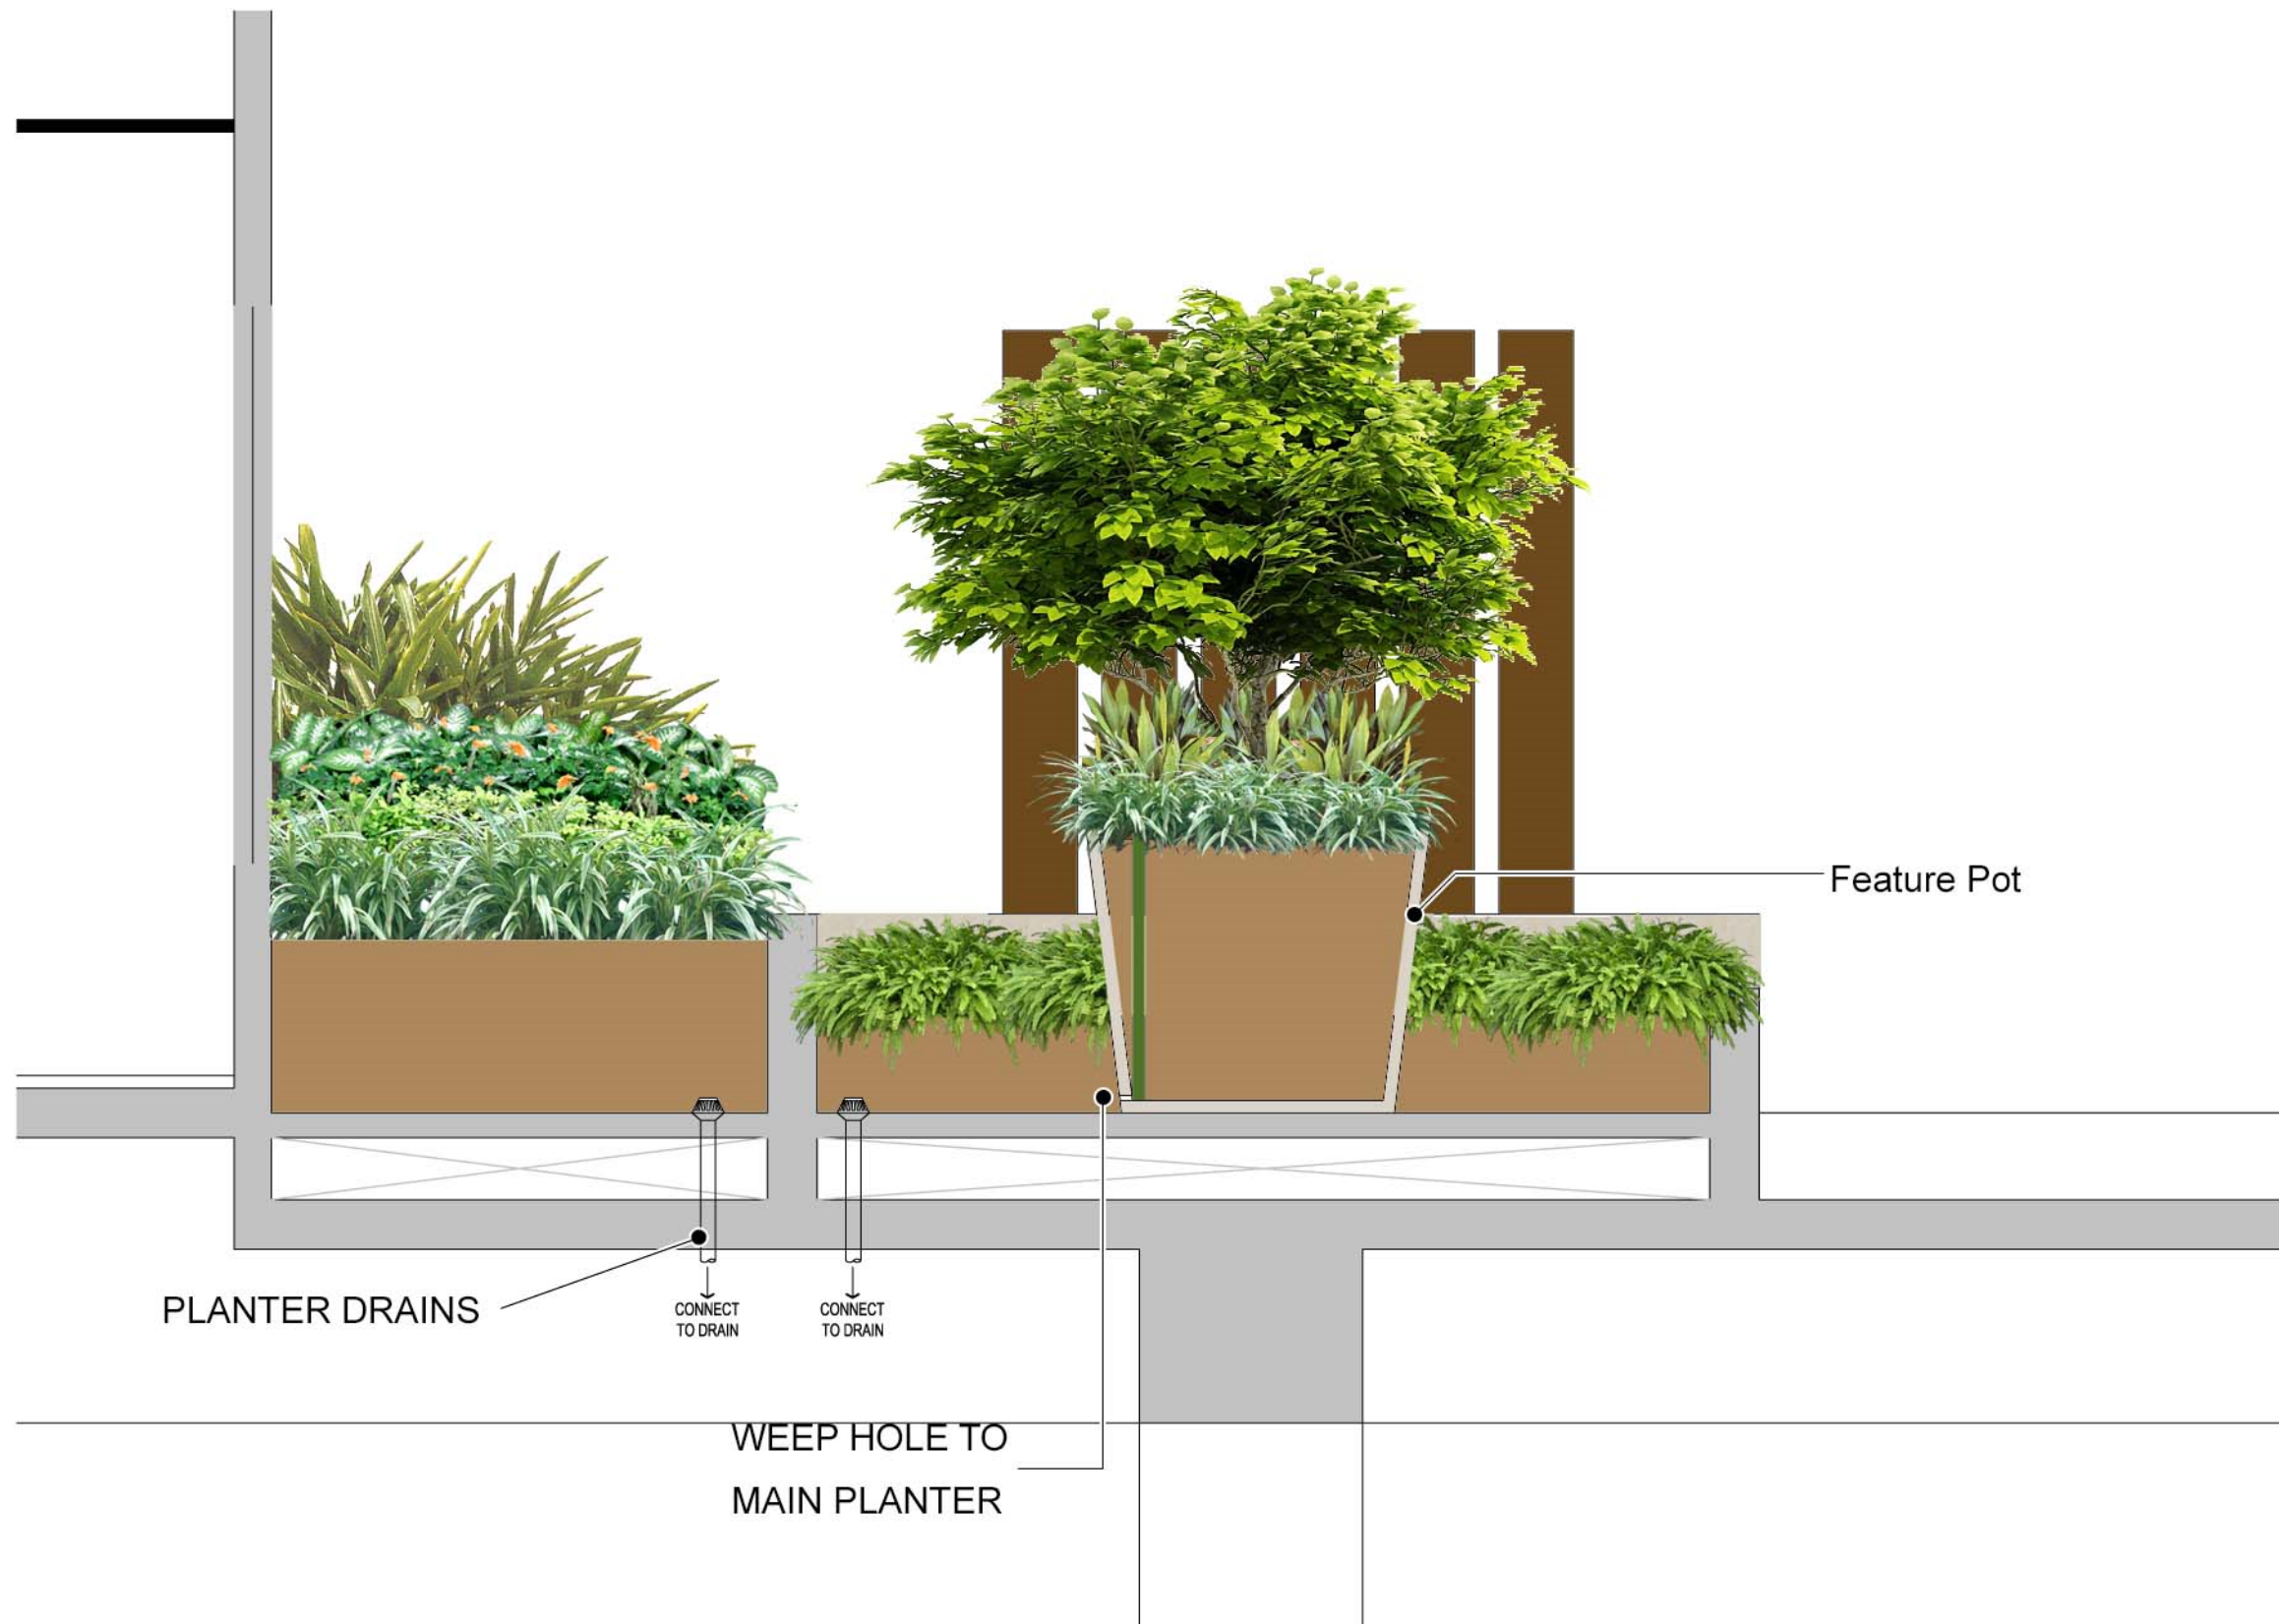 Feature Pot
PLANTER DRAINS
CONNECT
TO DRAIN
CONNECT
TO DRAIN
WEEP HOLE TO
MAIN PLANTER